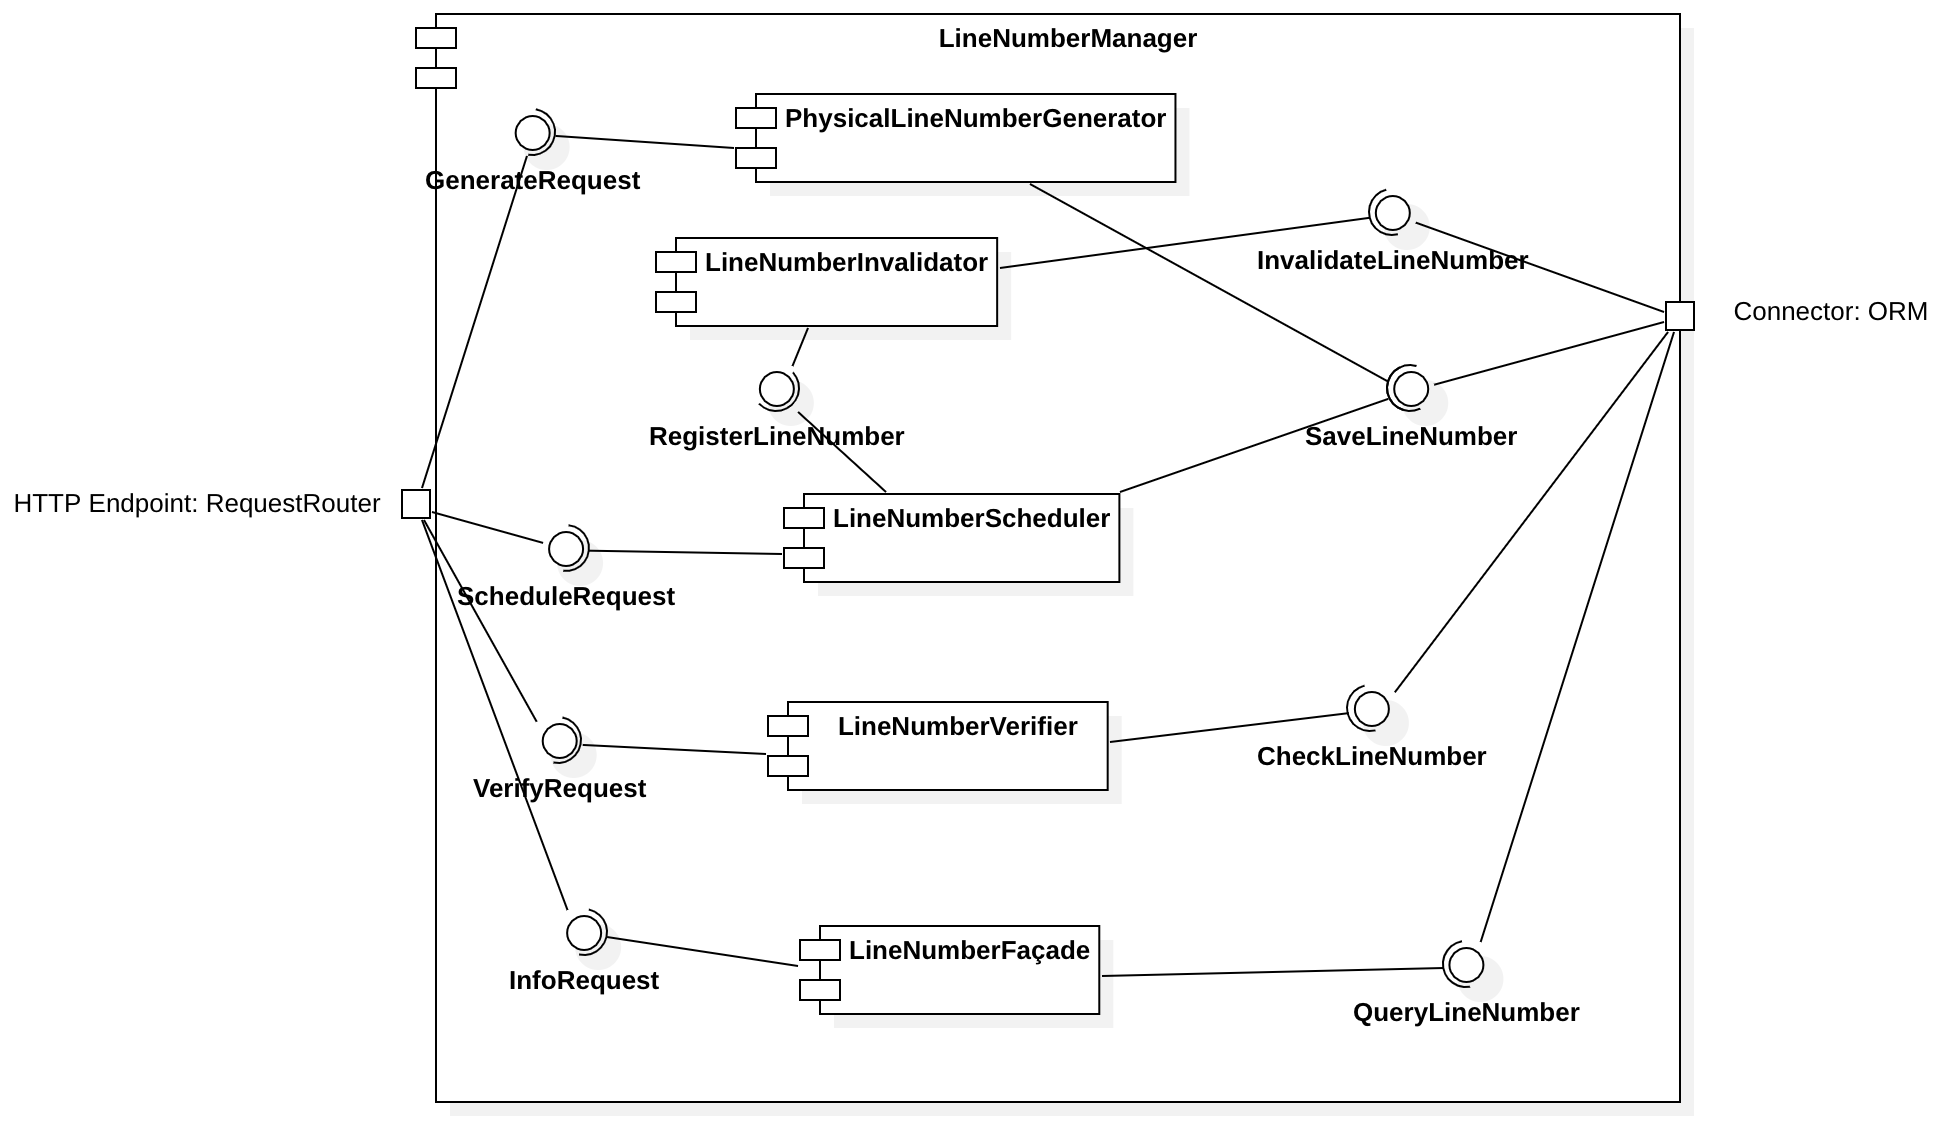 LineNumberManager
PhysicalLineNumberGenerator
GenerateRequest
LineNumberInvalidator
InvalidateLineNumber
Connector: ORM
RegisterLineNumber
SaveLineNumber
HTTP Endpoint: RequestRouter
LineNumberScheduler
ScheduleRequest
LineNumberVerifier
CheckLineNumber
VerifyRequest
LineNumberFaçade
InfoRequest
QueryLineNumber